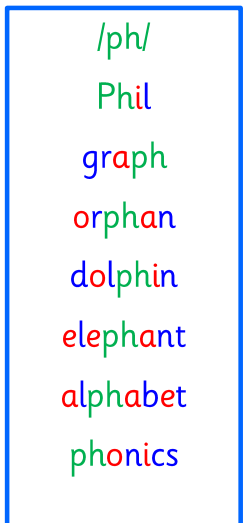 /ph/
Phil
graph
orphan
dolphin
elephant
alphabet
phonics